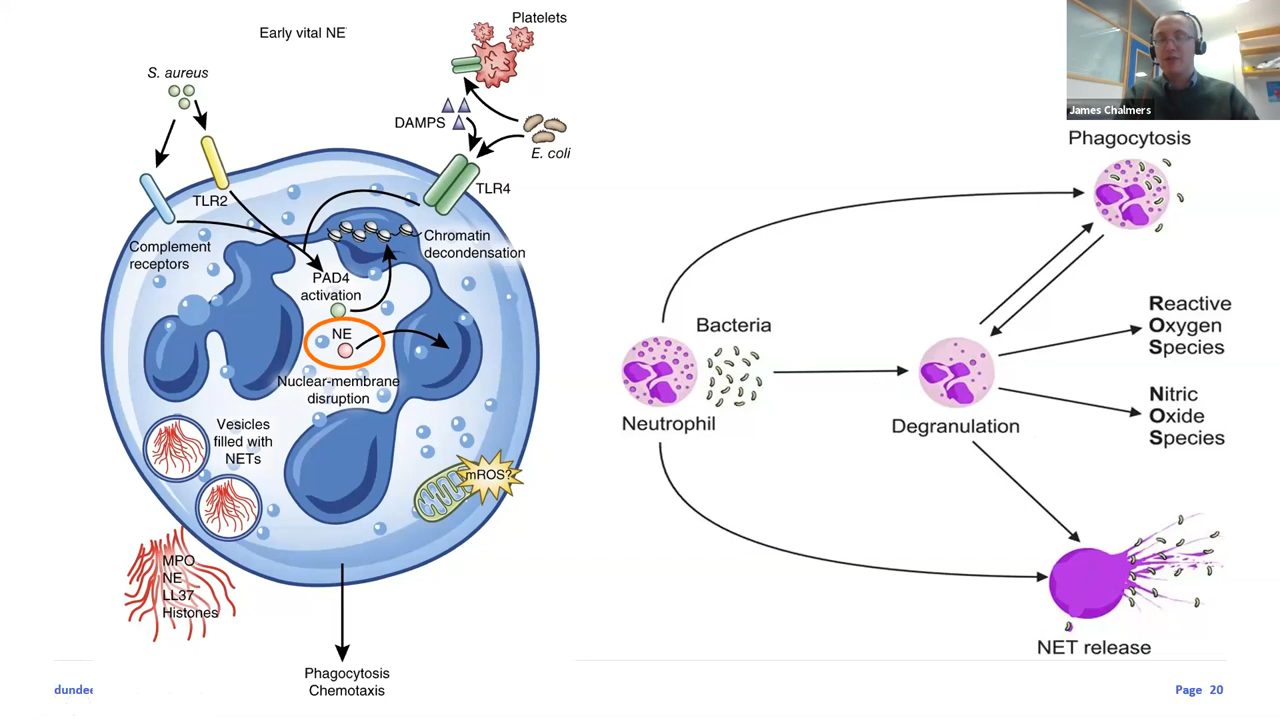 Early vital NE
Platelets
S. aureus
DAMPS
E. coli
TLR2
TLR4
Complement
receptors
Chromatin
decondensation
PAD4
activation
NE
Nuclear-membrane
disruption
Vesicles
filled with
NETs
mROS?
MPO
NE
LL37
Histones
Phagocytosis
Chemotaxis
James Chalmers
Phagocytosis
Bacteria
Neutrophil
Degranulation
Reactive
Oxygen
Species
Nitric
Oxide
Species
NET release
dundee
Page 20